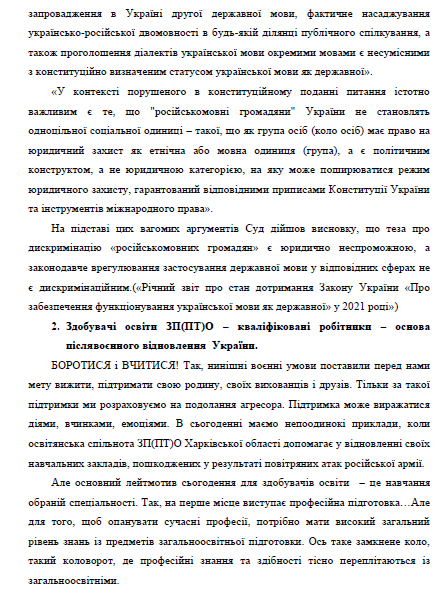 запровадження в Україні другої державної мови, фактичне насаджування
українсько-російської двомовності в будь-якій ділянці публічного спілкування, а
також проголошення діалектів української мови окремими мовами є несумісними
з конституційно визначеним статусом української мови як державної».
«У контексті порушеного в конституційному поданні питання істотно
важливим є те, що "російськомовні громадяни" України не становлять
одноцільної соціальної одиниці – такої, що як група осіб (коло осіб) має право на
юридичний захист як етнічна або мовна одиниця (група), а є політичним
конструктом, а не юридичною категорією, на яку може поширюватися режим
юридичного захисту, гарантований відповідними приписами Конституції України
та інструментів міжнародного права».
На підставі цих вагомих аргументів Суд дійшов висновку, що теза про
дискримінацію «російськомовних громадян» є юридично неспроможною, а
законодавче врегулювання застосування державної мови у відповідних сферах не
є дискримінаційним.(«Річний звіт про стан дотримання Закону України «Про
забезпечення функціонування української мови як державної» у 2021 році»)
2. Здобувачі освіти ЗП(ПТ)О – кваліфіковані робітники – основа
післявоєнного відновлення України.
БОРОТИСЯ і ВЧИТИСЯ! Так, нинішні воєнні умови поставили перед нами
мету вижити, підтримати свою родину, своїх вихованців і друзів. Тільки за такої
підтримки ми розраховуємо на подолання агресора. Підтримка може виражатися
діями, вчинками, емоціями. В сьогоденні маємо непоодинокі приклади, коли
освітянська спільнота ЗП(ПТ)О Харківської області допомагає у відновленні своїх
навчальних закладів, пошкоджених у результаті повітряних атак російської армії.
Але основний лейтмотив сьогодення для здобувачів освіти – це навчання
обраній спеціальності. Так, на перше місце виступає професійна підготовка…Але
для того, щоб опанувати сучасні професії, потрібно мати високий загальний
рівень знань із предметів загальноосвітньої підготовки. Ось таке замкнене коло,
такий коловорот, де професійні знання та здібності тісно переплітаються із
загальноосвітніми.